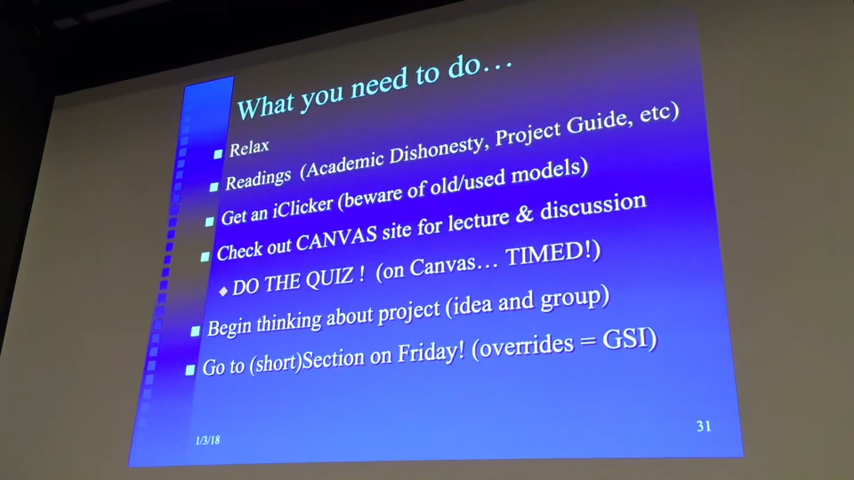 What you need to do…
Relax
Readings (Academic Dishonesty, Project Guide, etc)
Get an iClicker (beware of old/used models)
Check out CANVAS site for lecture & discussion
DO THE QUIZ ! (on Canvas… TIMED!)
Begin thinking about project (idea and group)
Go to (short)Section on Friday! (overrides = GSI)
1/3/18
31